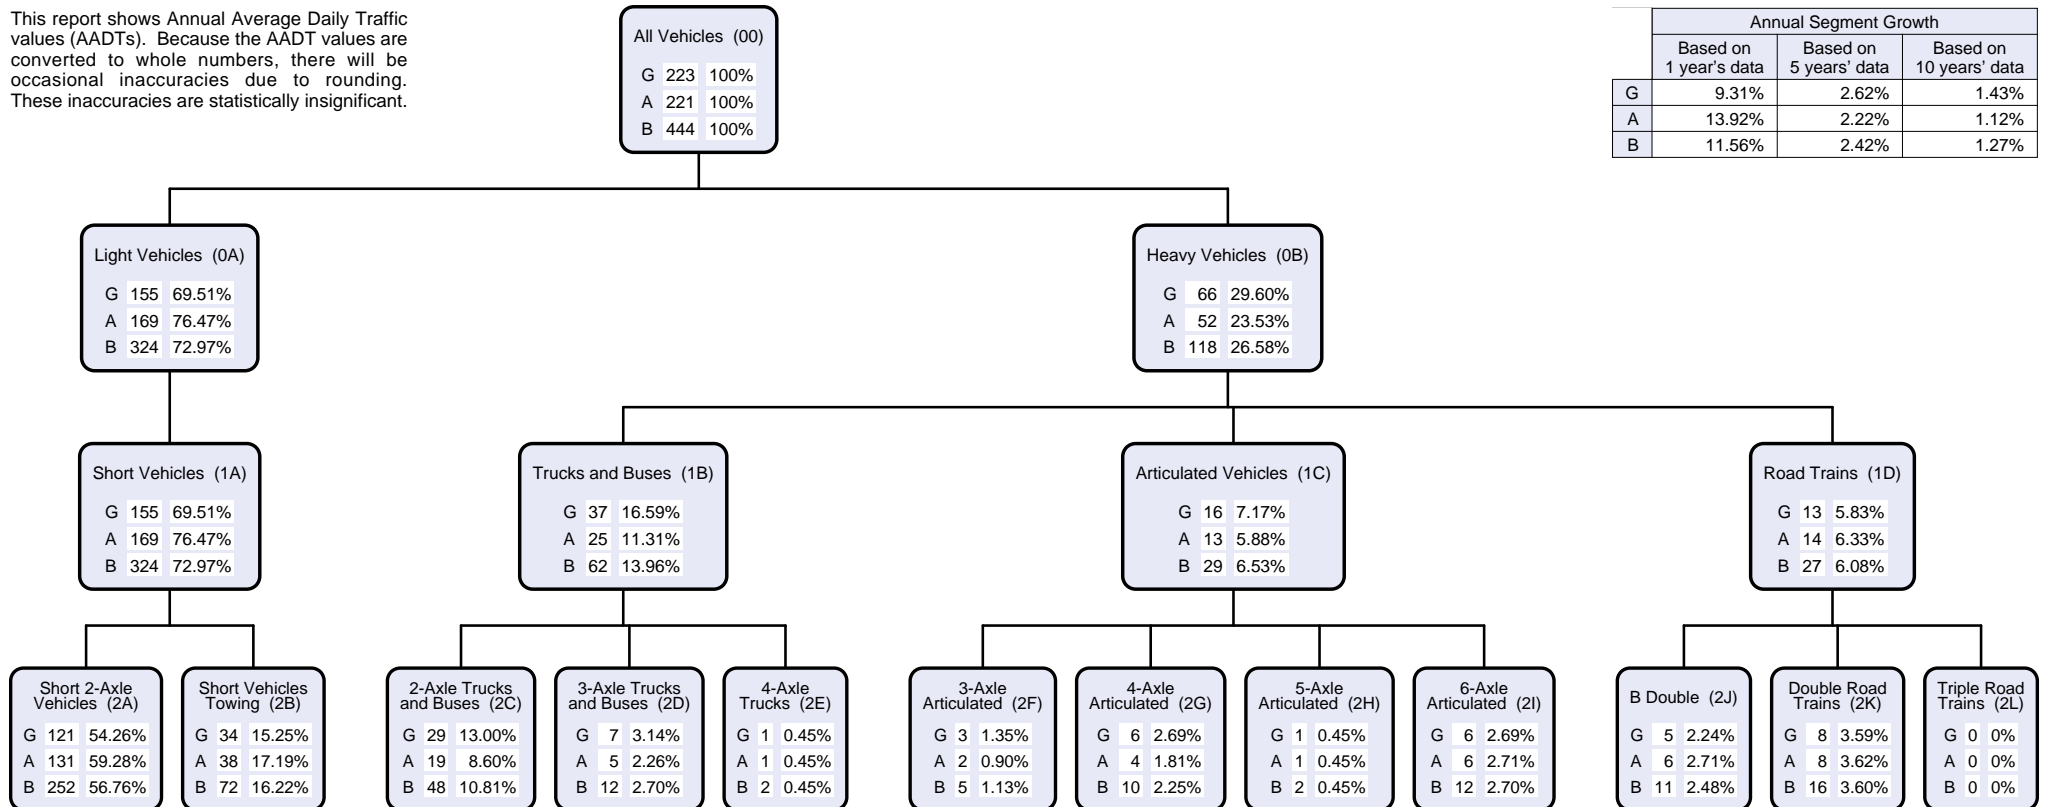 This report shows Annual Average Daily Traffic
values (AADTs). Because the AADT values are
converted to whole numbers, there will be
occasional inaccuracies due to rounding.
These inaccuracies are statistically insignificant.
All Vehicles (00)
G 223 100%
A 221 100%
B 444 100%
Annual Segment Growth
Based on 1 year's data Based on 5 years' data Based on 10 years' data
G 9.31% 2.62% 1.43%
A 13.92% 2.22% 1.12%
B 11.56% 2.42% 1.27%
Light Vehicles (0A)
G 155 69.51%
A 169 76.47%
B 324 72.97%
Heavy Vehicles (0B)
G 66 29.60%
A 52 23.53%
B 118 26.58%
Short Vehicles (1A)
G 155 69.51%
A 169 76.47%
B 324 72.97%
Trucks and Buses (1B)
G 37 16.59%
A 25 11.31%
B 62 13.96%
Articulated Vehicles (1C)
G 16 7.17%
A 13 5.88%
B 29 6.53%
Road Trains (1D)
G 13 5.83%
A 14 6.33%
B 27 6.08%
Short 2-Axle
Vehicles (2A)
G 121 54.26%
A 131 59.28%
B 252 56.76%
Short Vehicles
Towing (2B)
G 34 15.25%
A 38 17.19%
B 72 16.22%
2-Axle Trucks
and Buses (2C)
G 29 13.00%
A 19 8.60%
B 48 10.81%
3-Axle Trucks
and Buses (2D)
G 7 3.14%
A 5 2.26%
B 12 2.70%
4-Axle
Trucks (2E)
G 1 0.45%
A 1 0.45%
B 2 0.45%
3-Axle
Articulated (2F)
G 3 1.35%
A 2 0.90%
B 5 1.13%
4-Axle
Articulated (2G)
G 6 2.69%
A 4 1.81%
B 10 2.25%
5-Axle
Articulated (2H)
G 1 0.45%
A 1 0.45%
B 2 0.45%
6-Axle
Articulated (2I)
G 6 2.69%
A 6 2.71%
B 12 2.70%
B Double (2J)
G 5 2.24%
A 6 2.71%
B 11 2.48%
Double Road
Trains (2K)
G 8 3.59%
A 8 3.62%
B 16 3.60%
Triple Road
Trains (2L)
G 0 0%
A 0 0%
B 0 0%